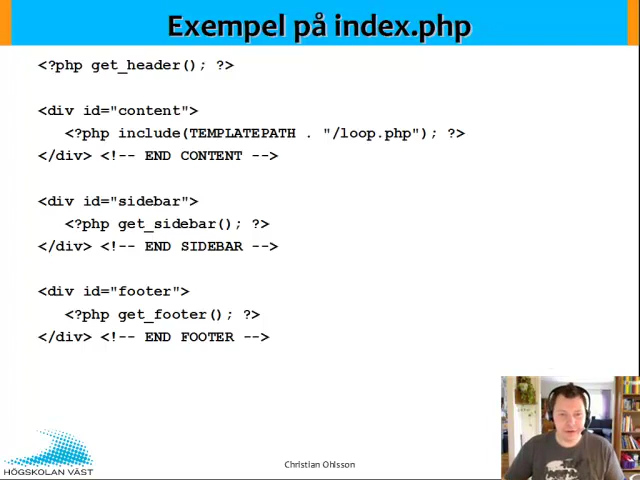 Exempel på index.php
<?php get_header(); ?>
<div id="content">
<?php include(TEMPLATEPATH . "/loop.php"); ?>
</div> <!-- END CONTENT -->
<div id="sidebar">
<?php get_sidebar(); ?>
</div> <!-- END SIDEBAR -->
<div id="footer">
<?php get_footer(); ?>
</div> <!-- END FOOTER -->
HÖGSKOLAN VÄST
Christian Ohlsson